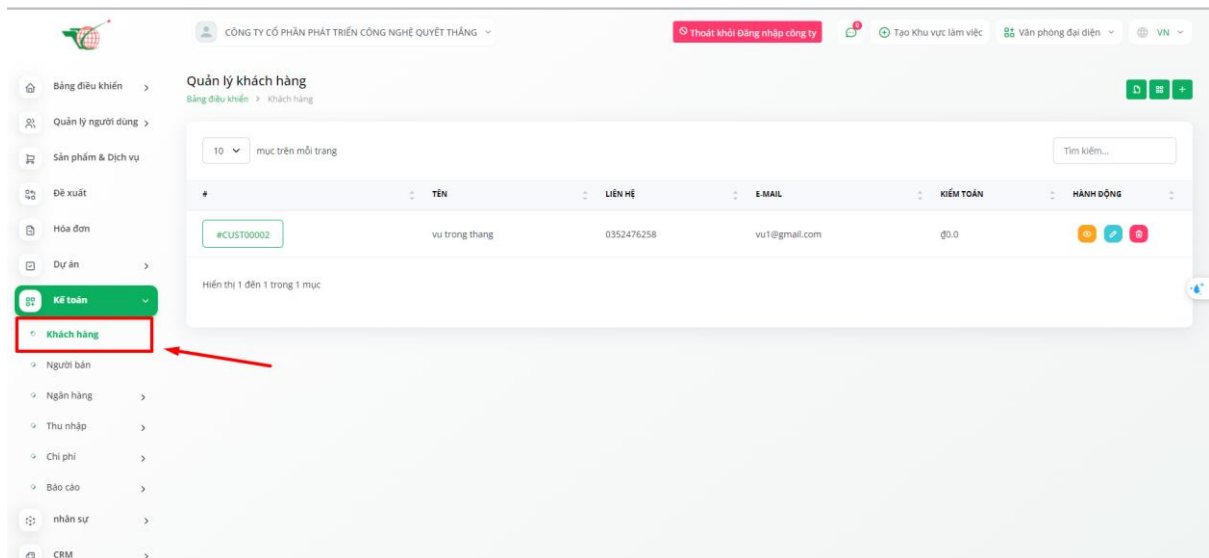 CÔNG TY CỔ PHẦN PHÁT TRIỂN CÔNG NGHỆ QUYẾT THẮNG
Thoát khỏi Đăng nhập công ty
0
Tạo Khu vực làm việc
Văn phòng đại diện
VN
Bảng điều khiển
Quản lý người dùng
Sản phẩm & Dịch vụ
Đề xuất
Hóa đơn
Dự án
Kế toán
Khách hàng
Người bán
Ngân hàng
Thu nhập
Chi phí
Báo cáo
nhân sự
CRM
Quản lý khách hàng
Bảng điều khiển > Khách hàng
10 mục trên mỗi trang
Tìm kiếm...
# TÊN LIÊN HỆ E-MAIL KIỂM TOÁN HÀNH ĐỘNG
#CUST00002 vu trong thang 0352476258 vu1@gmail.com ₫0.0
Hiển thị 1 đến 1 trong 1 mục